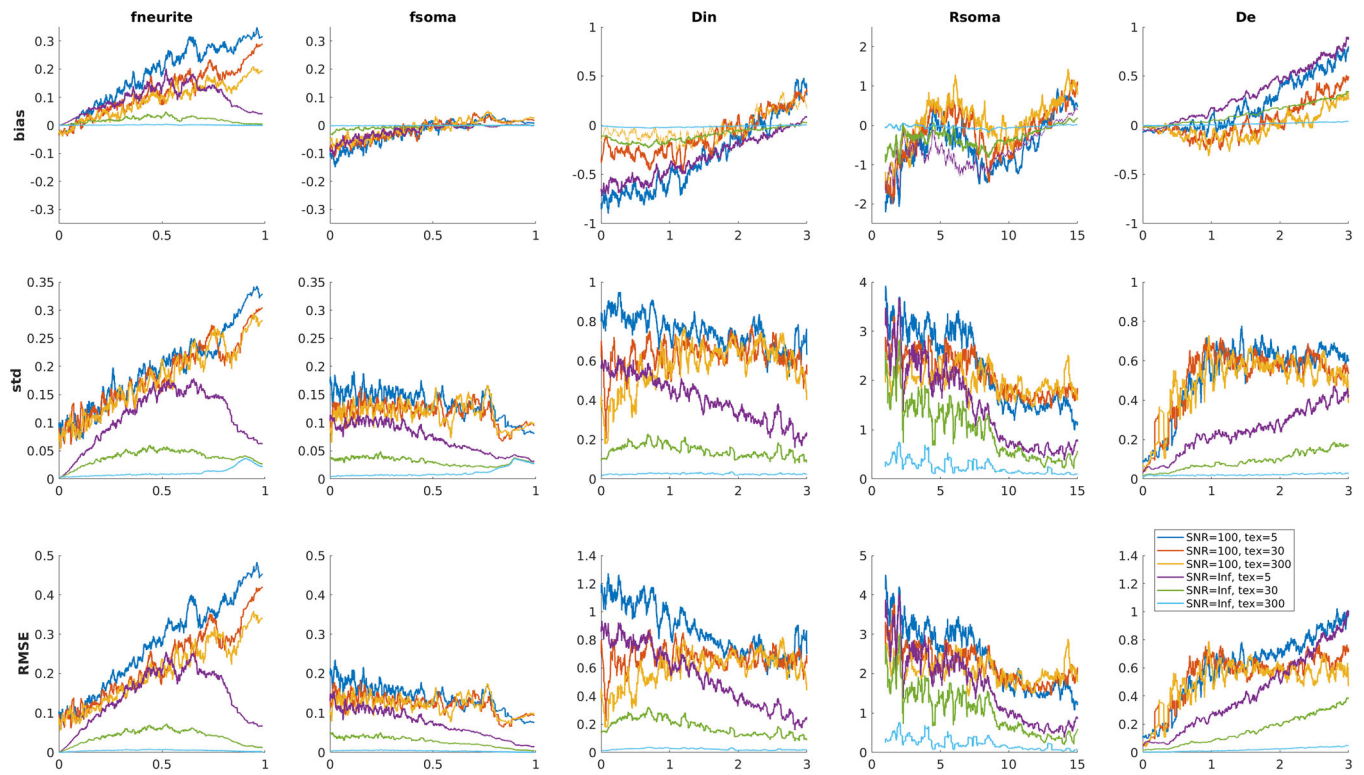 fneurite fsoma Din Rsoma De
bias
0.3 0.2 0.1 0 -0.1 -0.2 -0.3
0 0.5 1
0.3 0.2 0.1 0 -0.1 -0.2 -0.3
0 0.5 1
1 0.5 0 -0.5 -1
0 1 2 3
2 1 0 -1 -2
0 5 10 15
1 0.5 0 -0.5 -1
0 1 2 3
std
0.35 0.3 0.25 0.2 0.15 0.1 0.05 0
0 0.5 1
0.35 0.3 0.25 0.2 0.15 0.1 0.05 0
0 0.5 1
1 0.8 0.6 0.4 0.2 0
0 1 2 3
4 3 2 1 0
0 5 10 15
1 0.8 0.6 0.4 0.2 0
0 1 2 3
RMSE
0.5 0.4 0.3 0.2 0.1 0
0 0.5 1
0.5 0.4 0.3 0.2 0.1 0
0 0.5 1
1.4 1.2 1 0.8 0.6 0.4 0.2 0
0 1 2 3
5 4 3 2 1 0
0 5 10 15
1.4 1.2 1 0.8 0.6 0.4 0.2 0
0 1 2 3
SNR=100, tex=5
SNR=100, tex=30
SNR=100, tex=300
SNR=Inf, tex=5
SNR=Inf, tex=30
SNR=Inf, tex=300